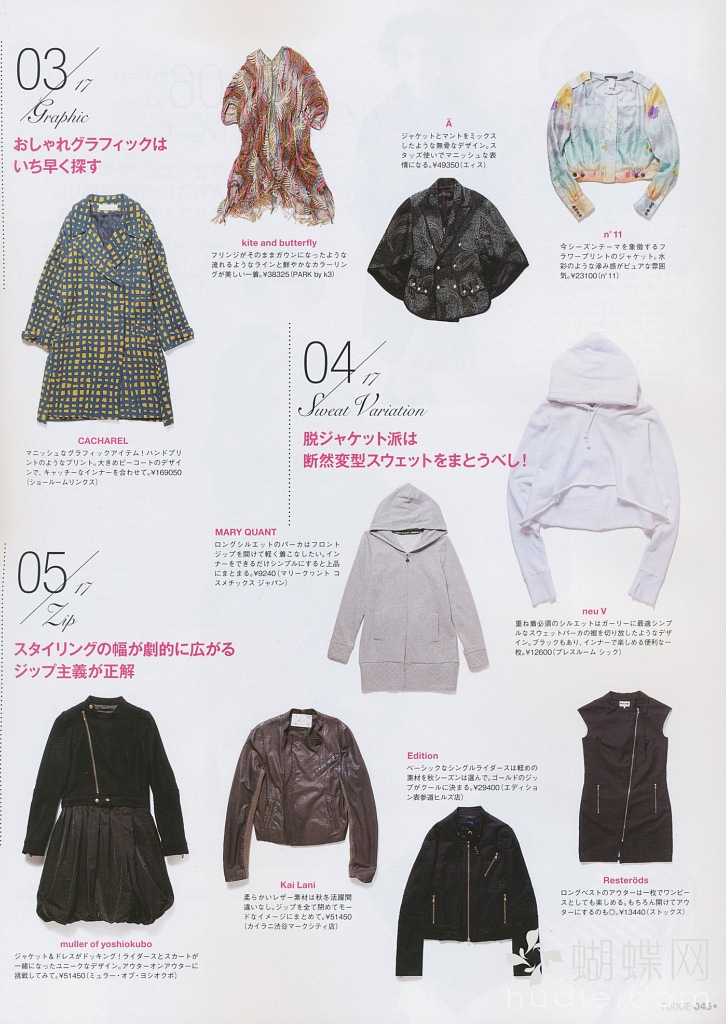 03/17
Graphic
おしゃれグラフィックは
いち早く探す
kite and butterfly
フリンジがそのままガウンになったような
流れるようなラインと鮮やかなカラーリン
グが美しい一着。¥38325（PARK by k3）
Ā
ジャケットとマントをミックス
したような無骨なデザイン。ス
タッズ使いでマニッシュな表
情になる。¥49350（エィス）
n°11
今シーズンテーマを象徴するフ
ラワープリントのジャケット。水
彩のような滲み感がピュアな雰囲
気。¥23100（n°11）
CACHAREL
マニッシュなグラフィックアイテム！ハンドプリ
ントのようなプリント。大きめピーコートのデザイ
ンで、キャッチーなインナーを合わせて。¥169050
（ショールームリンクス）
04/17
Sweat Variation
脱ジャケット派は
断然変型スウェットをまとうべし！
MARY QUANT
ロングシルエットのパーカはフロント
ジップを開けて軽く着こなしたい。イン
ナーをできるだけシンプルにすると上品
にまとまる。¥9240（マリークヮント コ
スメチックス ジャパン）
neu V
重ね着必須のシルエットはガーリーに最適シンプ
ルなスウェットパーカの裾を切り放したようなデザ
イン。ブラックもあり、インナーで楽しめる便利な一
枚。¥12600（プレスルーム シック）
05/17
Zip
スタイリングの幅が劇的に広がる
ジップ主義が正解
muller of yoshiokubo
ジャケット＆ドレスがドッキング！ライダースとスカートが
一緒になったユニークなデザイン。アウターオンアウターに
挑戦してみて。¥51450（ミュラー・オブ・ヨシオクボ）
Kai Lani
柔らかいレザー素材は秋冬活躍間
違いなし。ジップを全て閉めてモー
ドなイメージにまとめて。¥51450
（カイラニ渋谷マークシティ店）
Edition
ベーシックなシングルライダースは軽めの
素材を秋シーズンは選んで。ゴールドのジッ
プがクールに決まる。¥29400（エディショ
ン表参道ヒルズ店）
Resteröds
ロングベストのアウターは一枚でワンピー
スとしても楽しめる。もちろん開けてアウ
ターにするのも◎。¥13440（ストックス）
蝴蝶网
hudie.com
FUDGE 045•